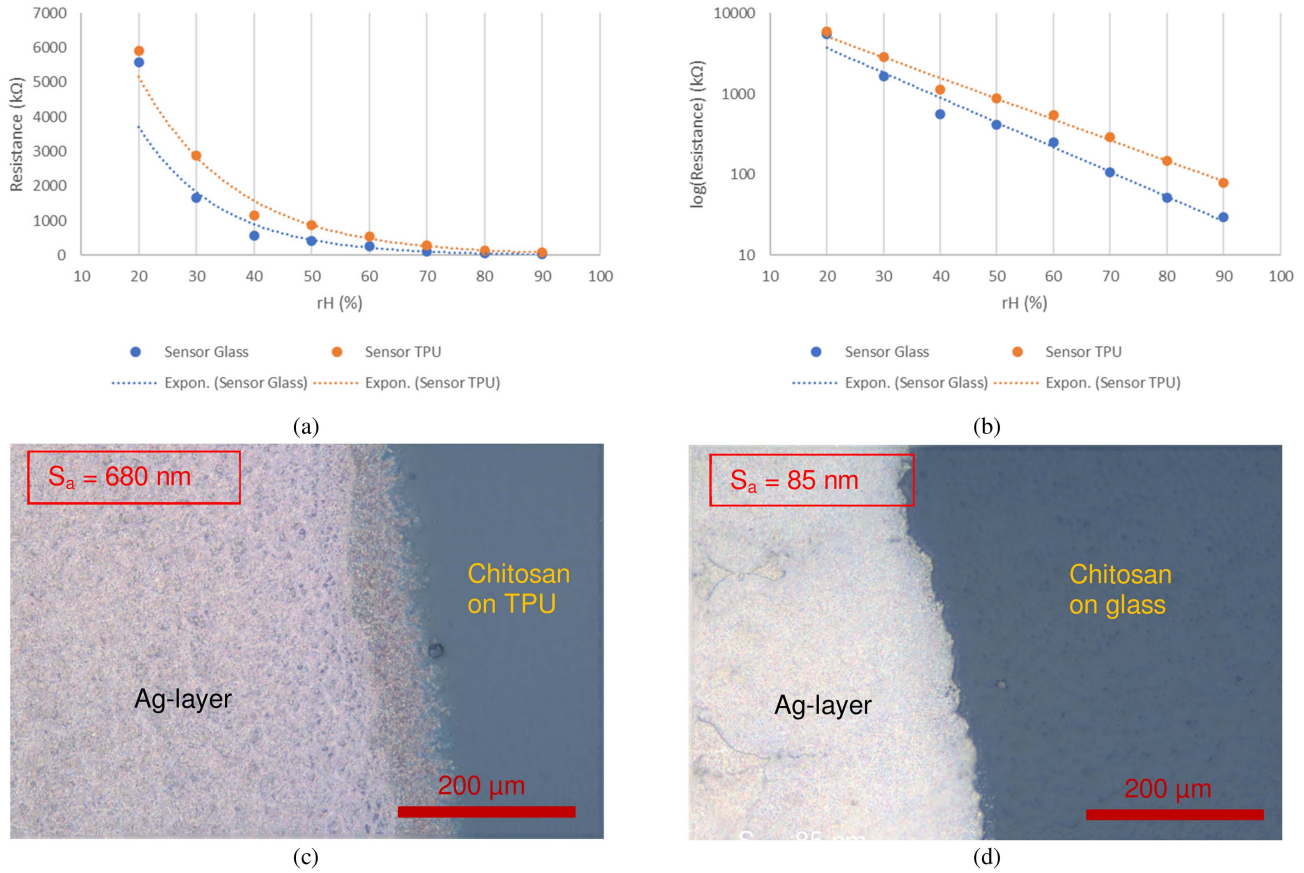 7000
6000
5000
4000
3000
2000
1000
0
Resistance (kΩ)
10 20 30 40 50 60 70 80 90 100
rH (%)
Sensor Glass Sensor TPU
Expon. (Sensor Glass) Expon. (Sensor TPU)
(a)
10000
1000
100
10
log(Resistance) (kΩ)
10 20 30 40 50 60 70 80 90 100
rH (%)
Sensor Glass Sensor TPU
Expon. (Sensor Glass) Expon. (Sensor TPU)
(b)
Sa = 680 nm
Chitosan
on TPU
Ag-layer
200 µm
(c)
Sa = 85 nm
Chitosan
on glass
Ag-layer
200 µm
85 nm
(d)